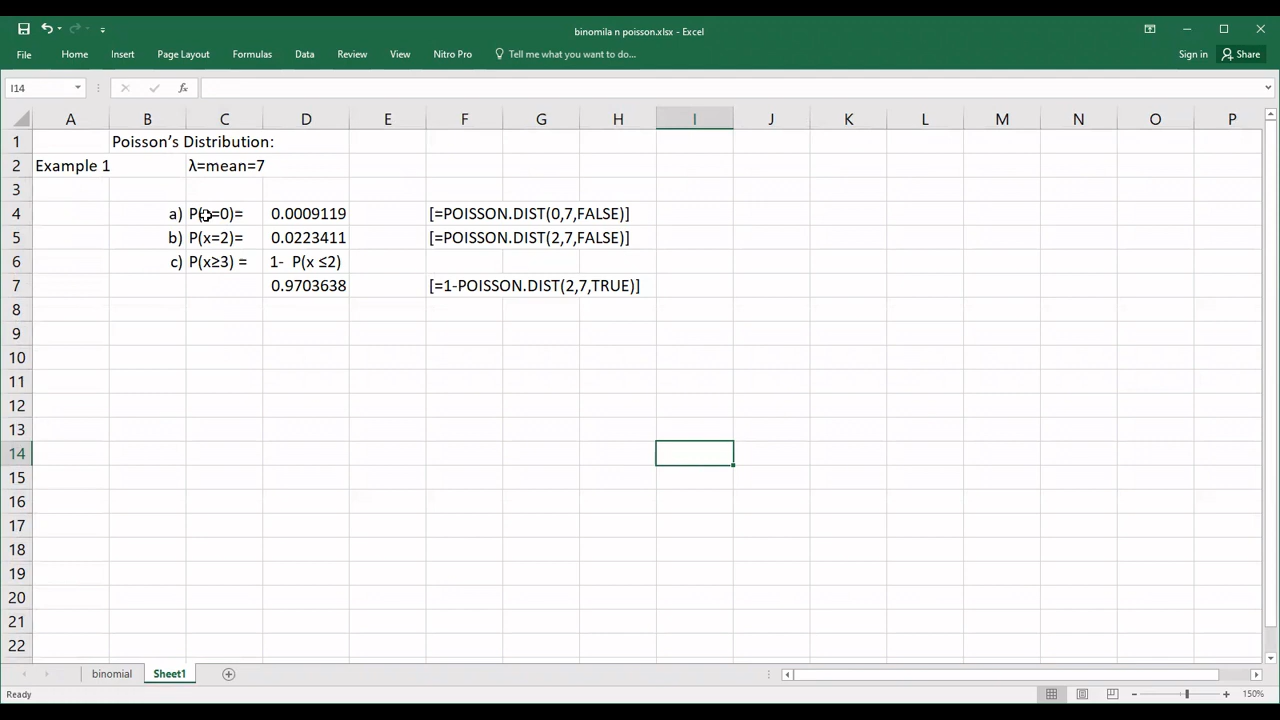 binomila n poisson.xlsx - Excel
File Home Insert Page Layout Formulas Data Review View Nitro Pro Tell me what you want to do... Sign in Share
I14 fx
A B C D E F G H I J K L M N O P
1 Poisson’s Distribution:
2 Example 1 λ=mean=7
3
4 a) P(x=0)= 0.0009119 [=POISSON.DIST(0,7,FALSE)]
5 b) P(x=2)= 0.0223411 [=POISSON.DIST(2,7,FALSE)]
6 c) P(x≥3) = 1- P(x ≤2)
7 0.9703638 [=1-POISSON.DIST(2,7,TRUE)]
8
9
10
11
12
13
14
15
16
17
18
19
20
21
22
binomial Sheet1
Ready 150%